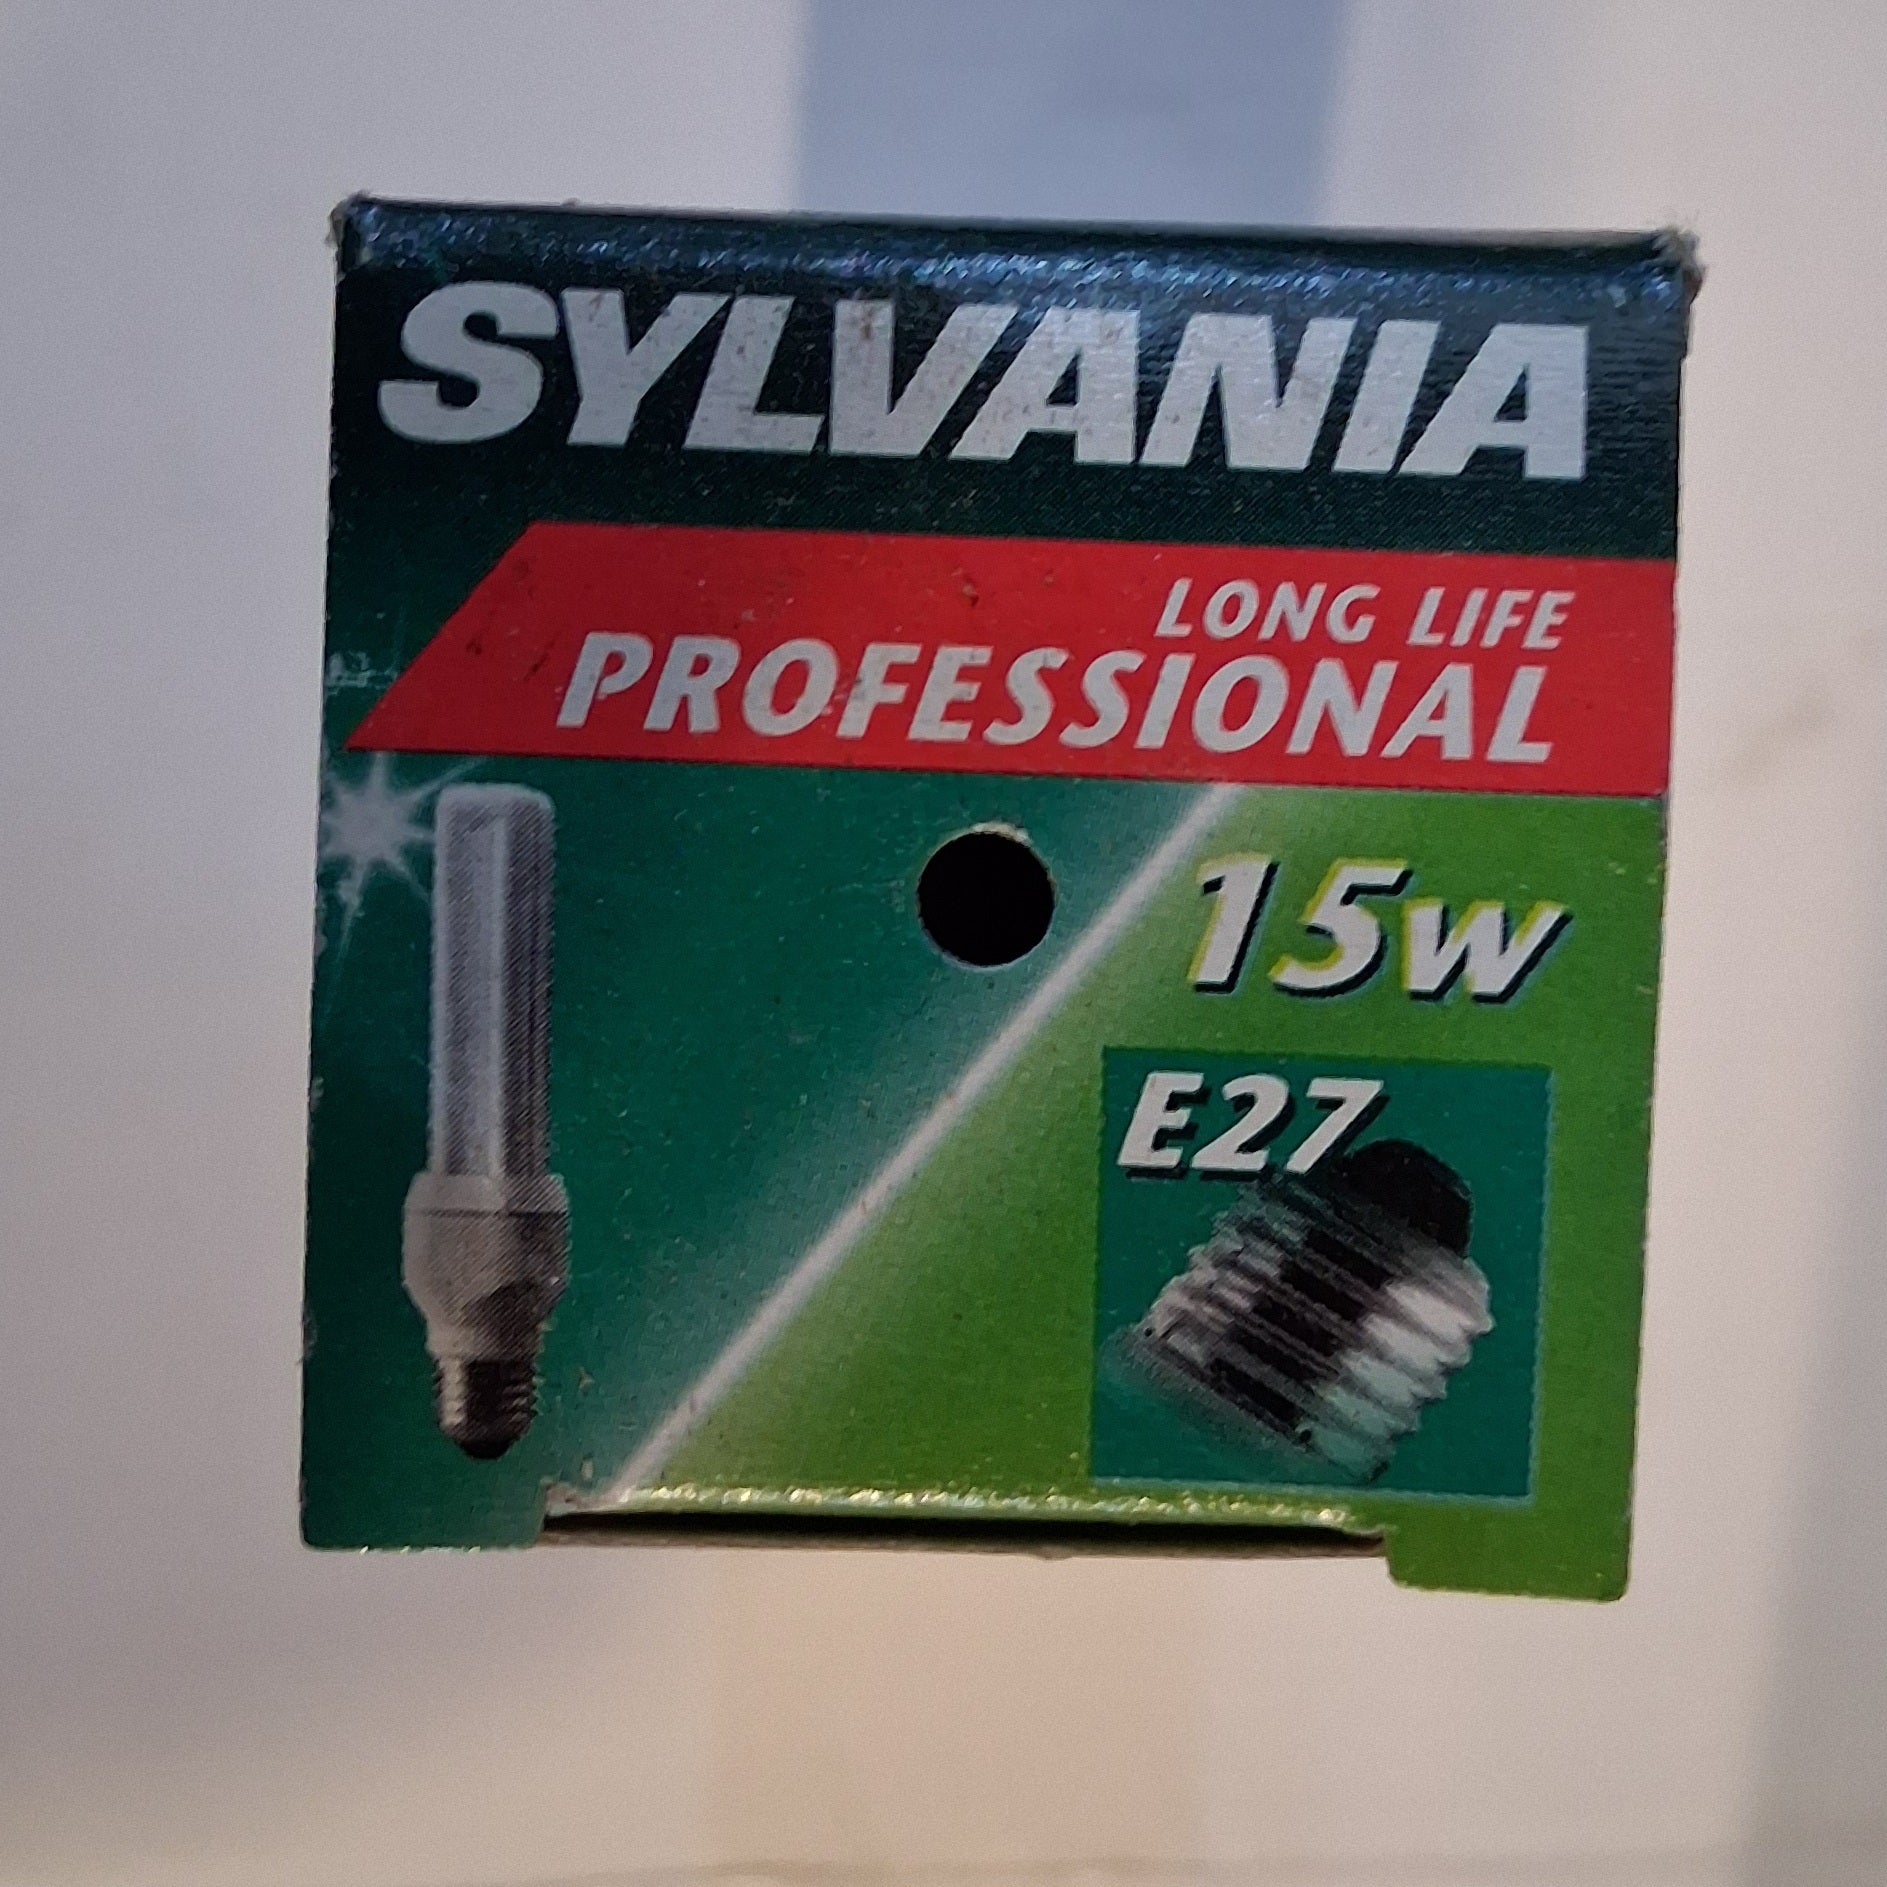 SYLVANIA
LONG LIFE
PROFESSIONAL
15w
E27